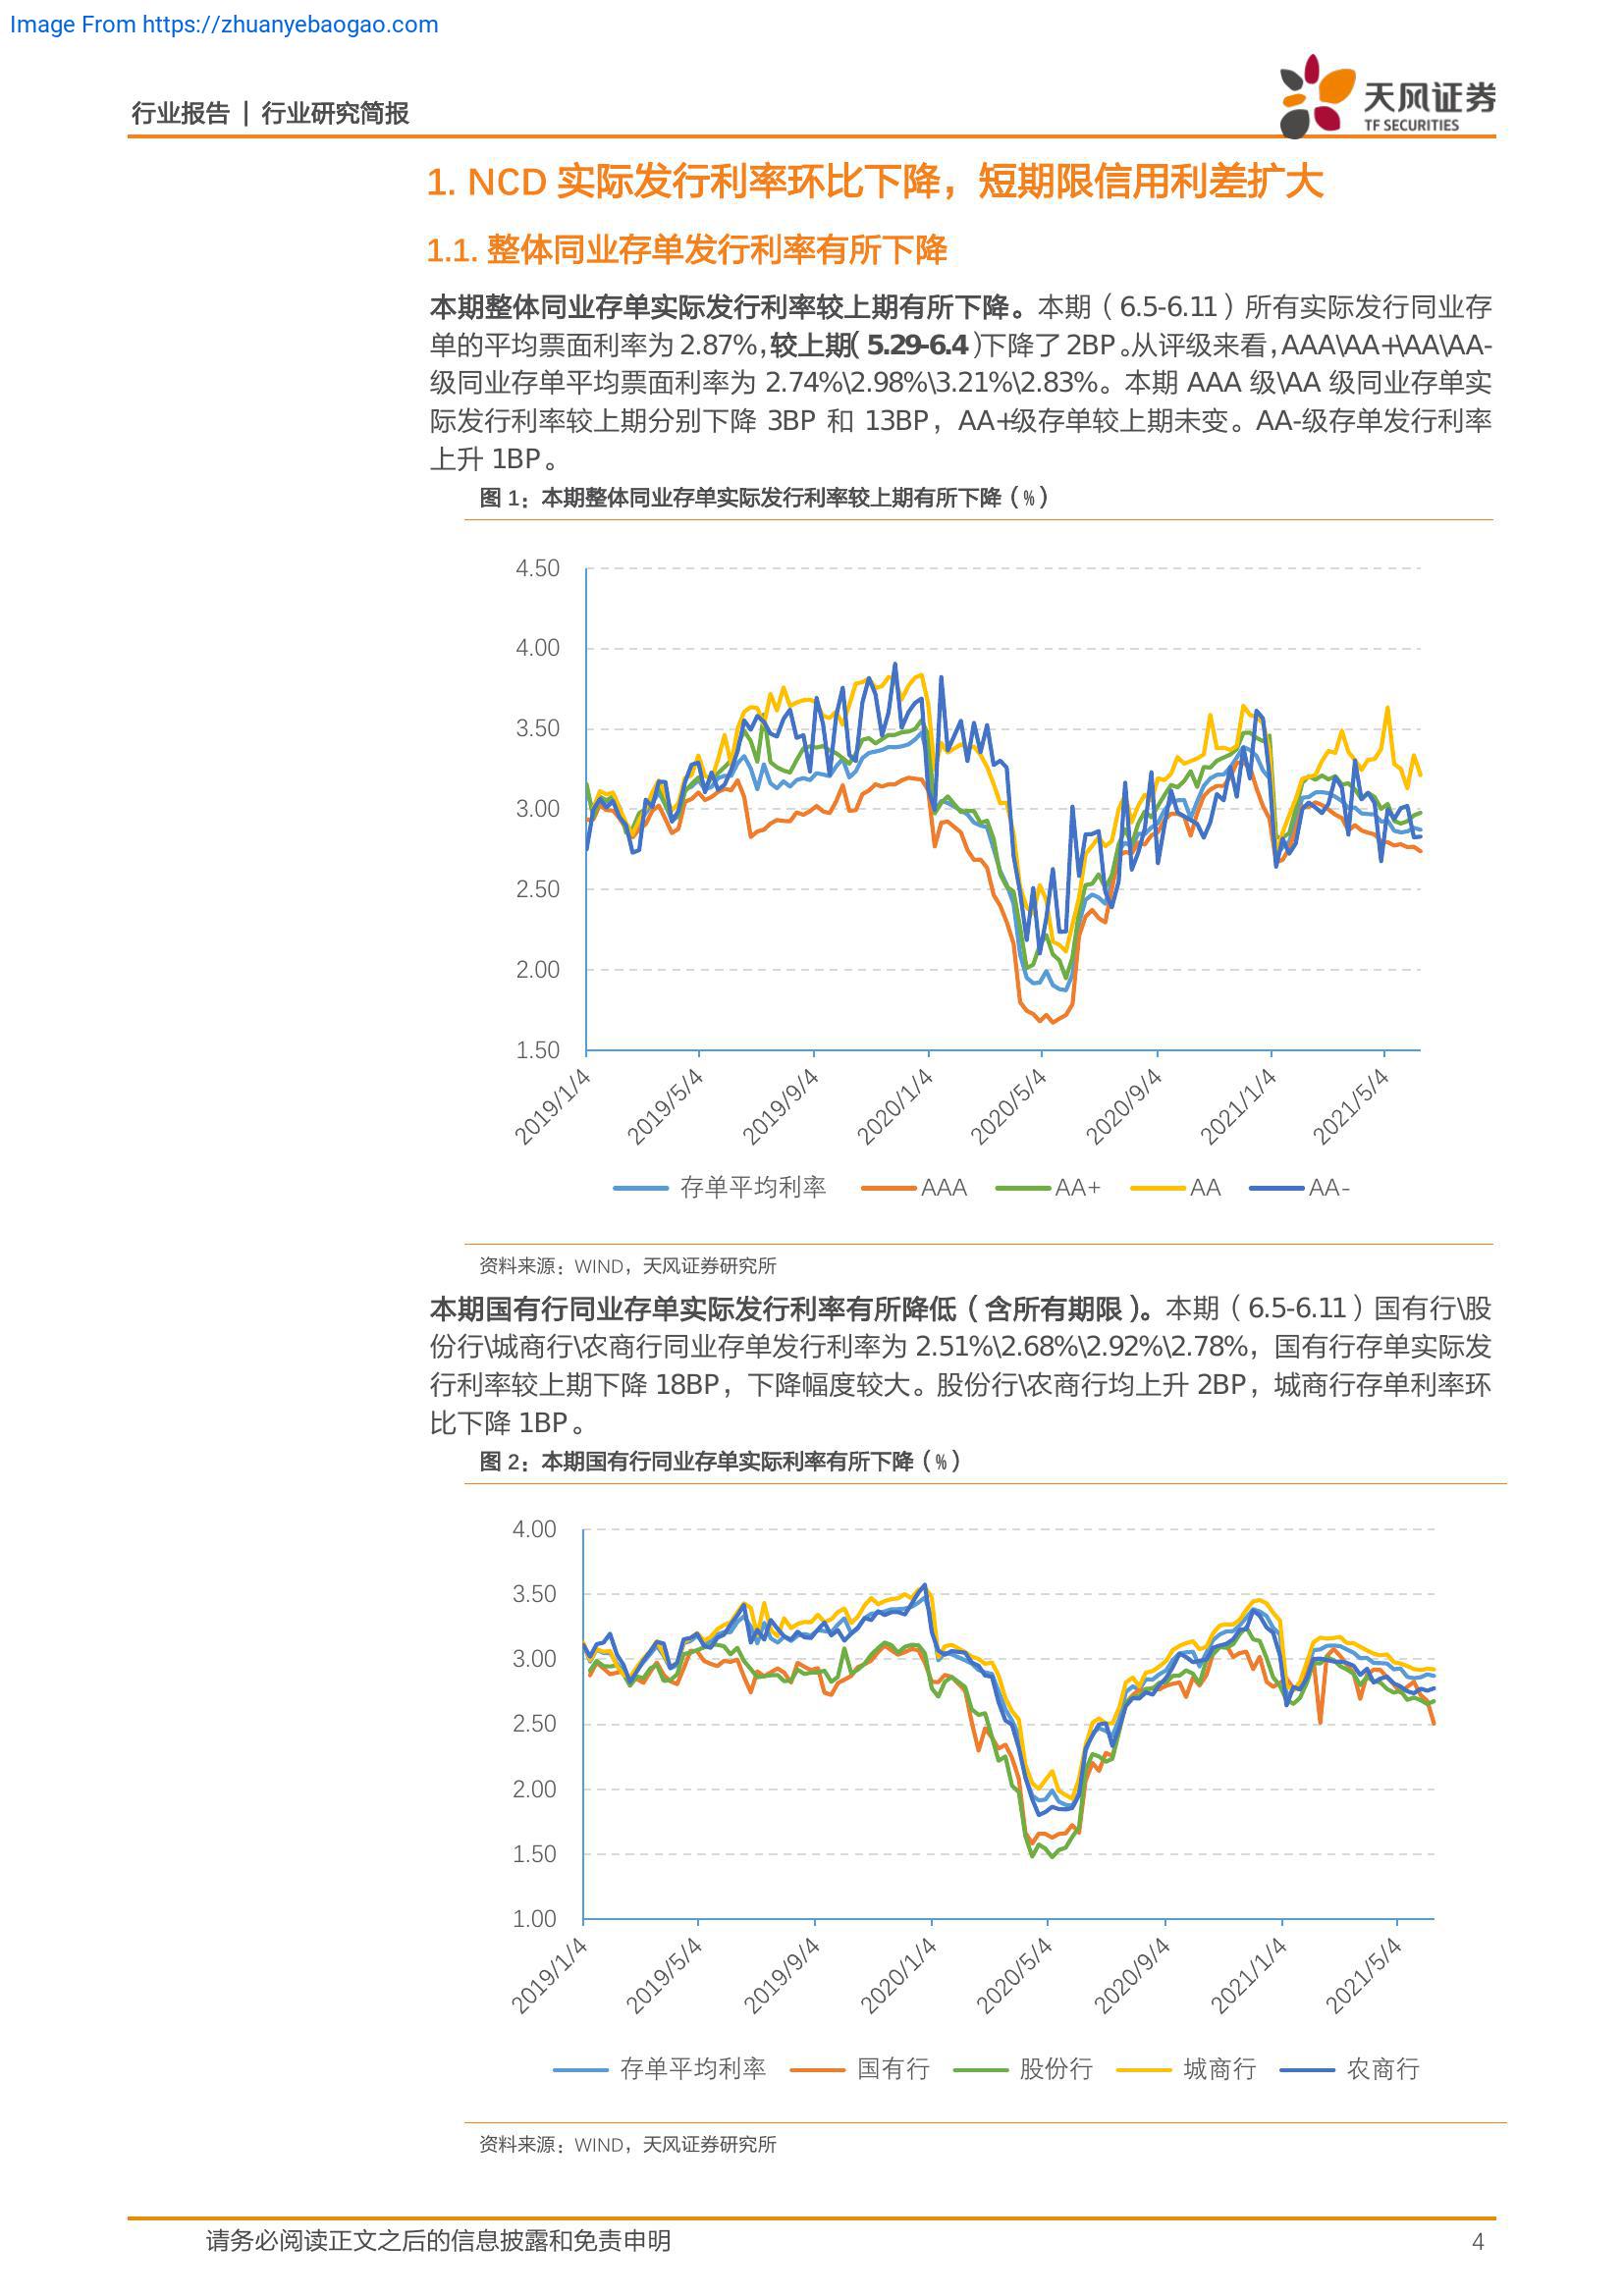 Image From https://zhuanyebaogao.com
行业报告 | 行业研究简报
天风证券
TF SECURITIES
1. NCD 实际发行利率环比下降，短期限信用利差扩大
1.1. 整体同业存单发行利率有所下降
本期整体同业存单实际发行利率较上期有所下降。本期（6.5-6.11）所有实际发行同业存
单的平均票面利率为 2.87%，较上期（5.29-6.4）下降了 2BP。从评级来看，AAA\AA+\AA\AA-
级同业存单平均票面利率为 2.74%\2.98%\3.21%\2.83%。本期 AAA 级\AA 级同业存单实
际发行利率较上期分别下降 3BP 和 13BP，AA+级存单较上期未变。AA-级存单发行利率
上升 1BP。
图 1：本期整体同业存单实际发行利率较上期有所下降（%）
4.50
4.00
3.50
3.00
2.50
2.00
1.50
2019/1/4
2019/5/4
2019/9/4
2020/1/4
2020/5/4
2020/9/4
2021/1/4
2021/5/4
存单平均利率 AAA AA+ AA AA-
资料来源：WIND，天风证券研究所
本期国有行同业存单实际发行利率有所降低（含所有期限）。本期（6.5-6.11）国有行\股
份行\城商行\农商行同业存单发行利率为 2.51%\2.68%\2.92%\2.78%，国有行存单实际发
行利率较上期下降 18BP，下降幅度较大。股份行\农商行均上升 2BP，城商行存单利率环
比下降 1BP。
图 2：本期国有行同业存单实际利率有所下降（%）
4.00
3.50
3.00
2.50
2.00
1.50
1.00
2019/1/4
2019/5/4
2019/9/4
2020/1/4
2020/5/4
2020/9/4
2021/1/4
2021/5/4
存单平均利率 国有行 股份行 城商行 农商行
资料来源：WIND，天风证券研究所
请务必阅读正文之后的信息披露和免责申明 4